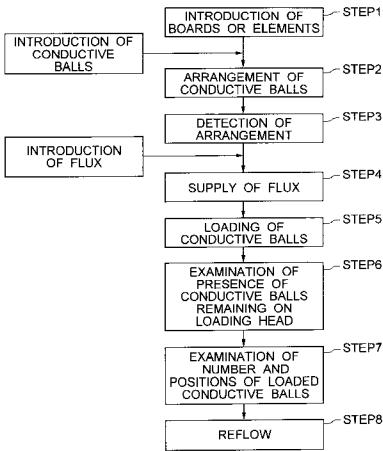 INTRODUCTION OF
BOARDS OR ELEMENTS
STEP1
INTRODUCTION OF
CONDUCTIVE
BALLS
ARRANGEMENT OF
CONDUCTIVE BALLS
STEP2
DETECTION OF
ARRANGEMENT
STEP3
INTRODUCTION
OF FLUX
SUPPLY OF FLUX
STEP4
LOADING OF
CONDUCTIVE BALLS
STEP5
EXAMINATION OF
PRESENCE OF
CONDUCTIVE BALLS
REMAINING ON
LOADING HEAD
STEP6
EXAMINATION OF
NUMBER AND
POSITIONS OF LOADED
CONDUCTIVE BALLS
STEP7
REFLOW
STEP8